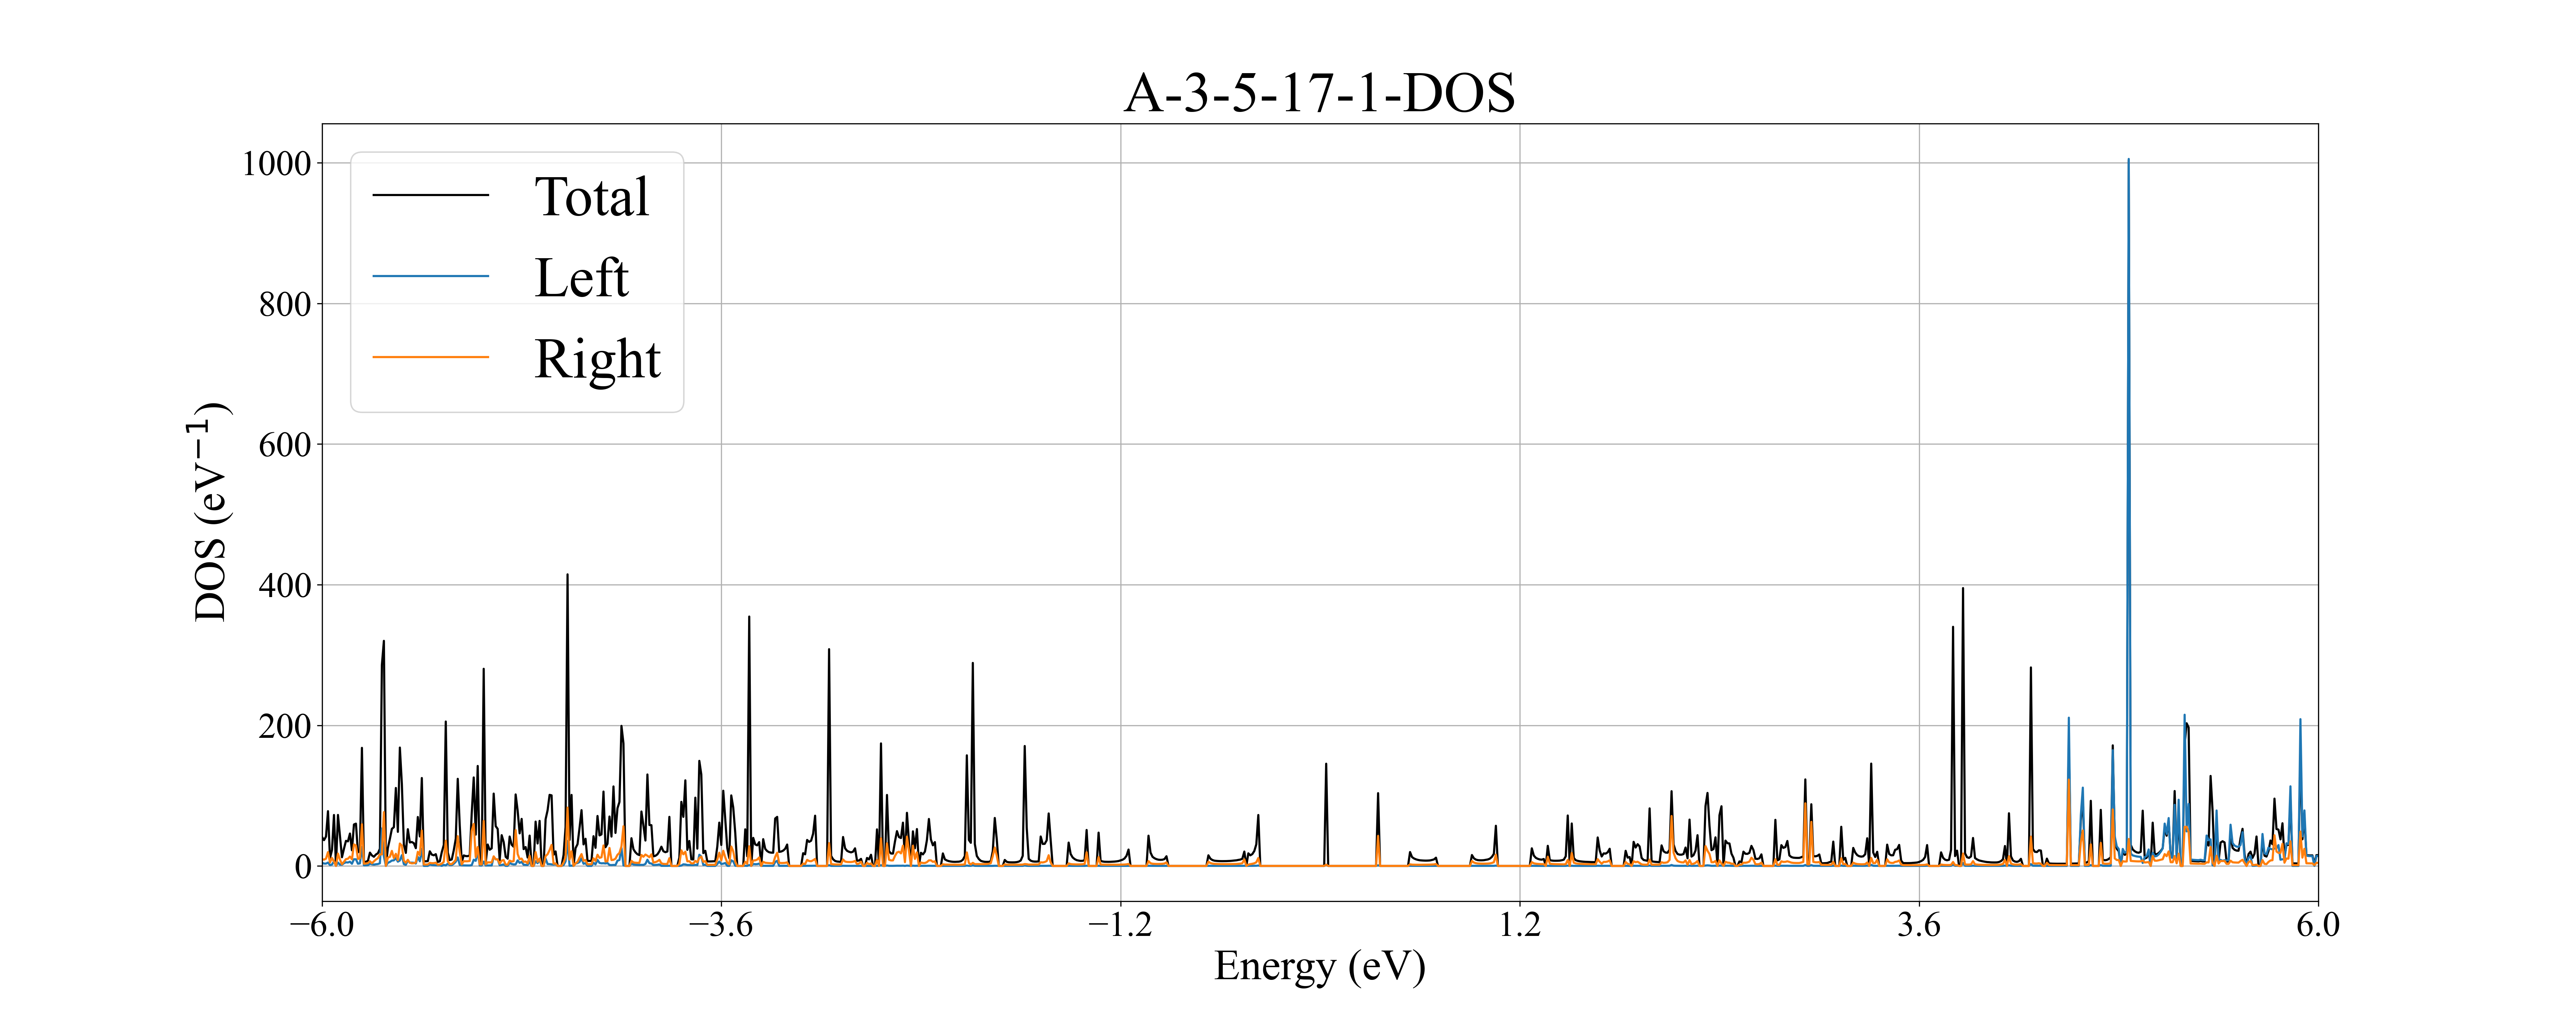 A-3-5-17-1-DOS
Total
Left
Right
1000
800
600
400
200
0
DOS (eV⁻¹)
−6.0 −3.6 −1.2 1.2 3.6 6.0
Energy (eV)